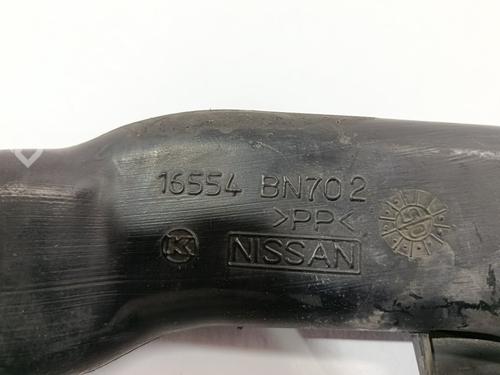 16554 BN702
>PP<
K
NISSAN